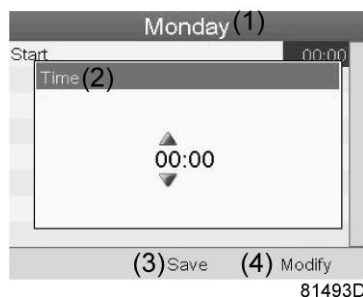 Monday (1)
Start 00:00
Time (2)
00:00
(3) Save (4) Modify
81493D